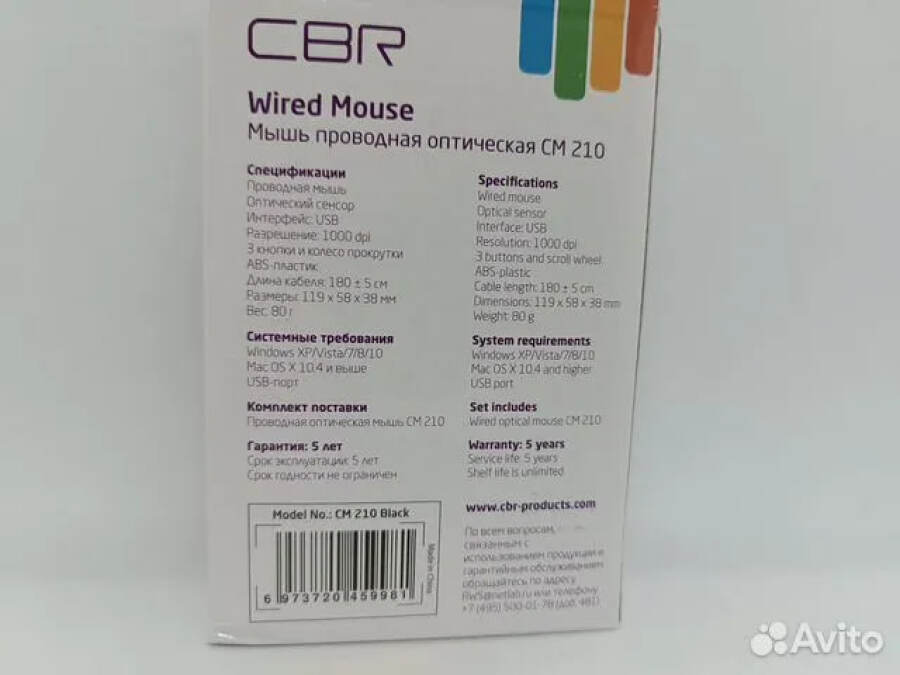 CBR
Wired Mouse
Мышь проводная оптическая CM 210
Спецификации
Проводная мышь
Оптический сенсор
Интерфейс: USB
Разрешение: 1000 dpi
3 кнопки и колесо прокрутки
ABS-пластик
Длина кабеля: 180 ± 5 см
Размеры: 119 x 58 x 38 мм
Вес: 80 г
Системные требования
Windows XP/Vista/7/8/10
Mac OS X 10.4 и выше
USB-порт
Комплект поставки
Проводная оптическая мышь CM 210
Гарантия: 5 лет
Срок эксплуатации: 5 лет
Срок годности не ограничен
Specifications
Wired mouse
Optical sensor
Interface: USB
Resolution: 1000 dpi
3 buttons and scroll wheel
ABS-plastic
Cable length: 180 ± 5 cm
Dimensions: 119 x 58 x 38 mm
Weight: 80 g
System requirements
Windows XP/Vista/7/8/10
Mac OS X 10.4 and higher
USB port
Set includes
Wired optical mouse CM 210
Warranty: 5 years
Service life: 5 years
Shelf life is unlimited
www.cbr-products.com
По всем вопросам,
связанным с
использованием продукции и
гарантийным обслуживанием
обращайтесь по адресу
RWS@netlab.ru или телефону
+7 (495) 500-01-78 (доб. 481)
Model No.: CM 210 Black
Made in China
6 973720 459981
Avito